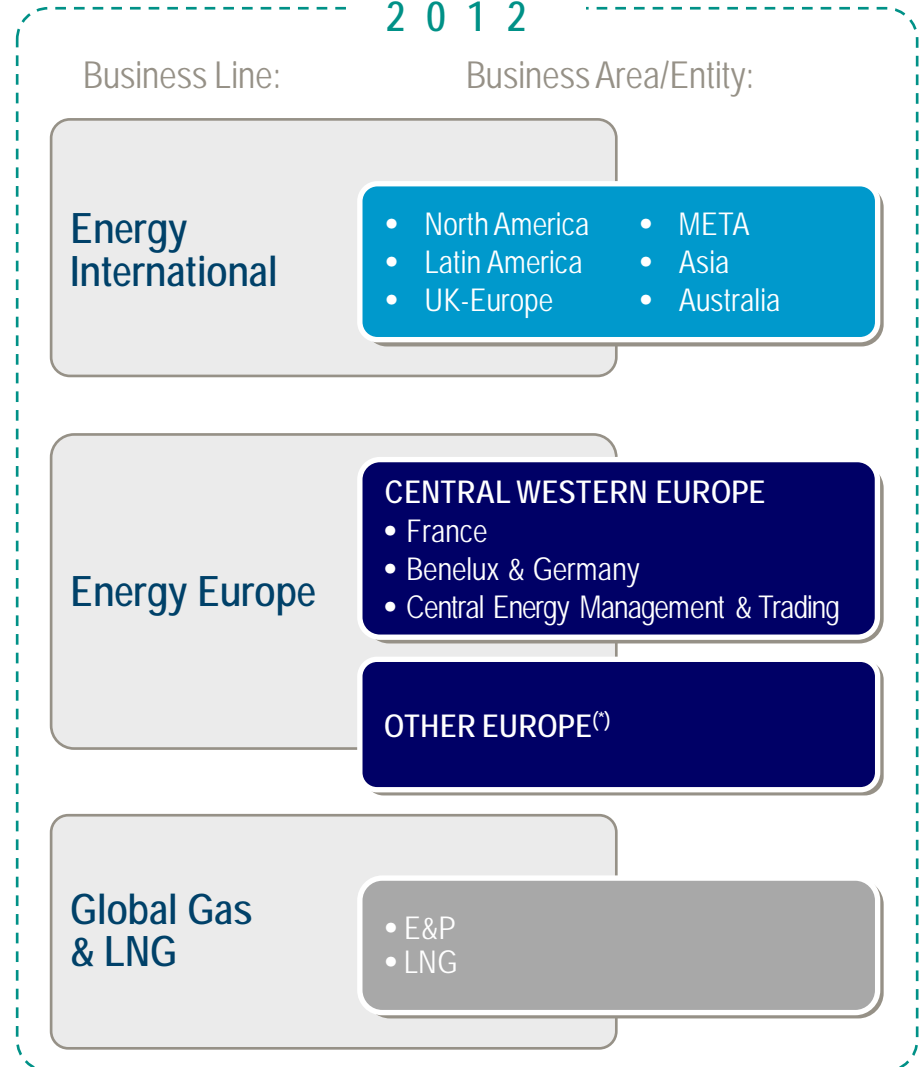 2 0 1 2
Business Line: Business Area/Entity:
Energy
International
• North America
• Latin America
• UK-Europe
• META
• Asia
• Australia
Energy Europe
CENTRAL WESTERN EUROPE
• France
• Benelux & Germany
• Central Energy Management & Trading
OTHER EUROPE(*)
Global Gas
& LNG
• E&P
• LNG